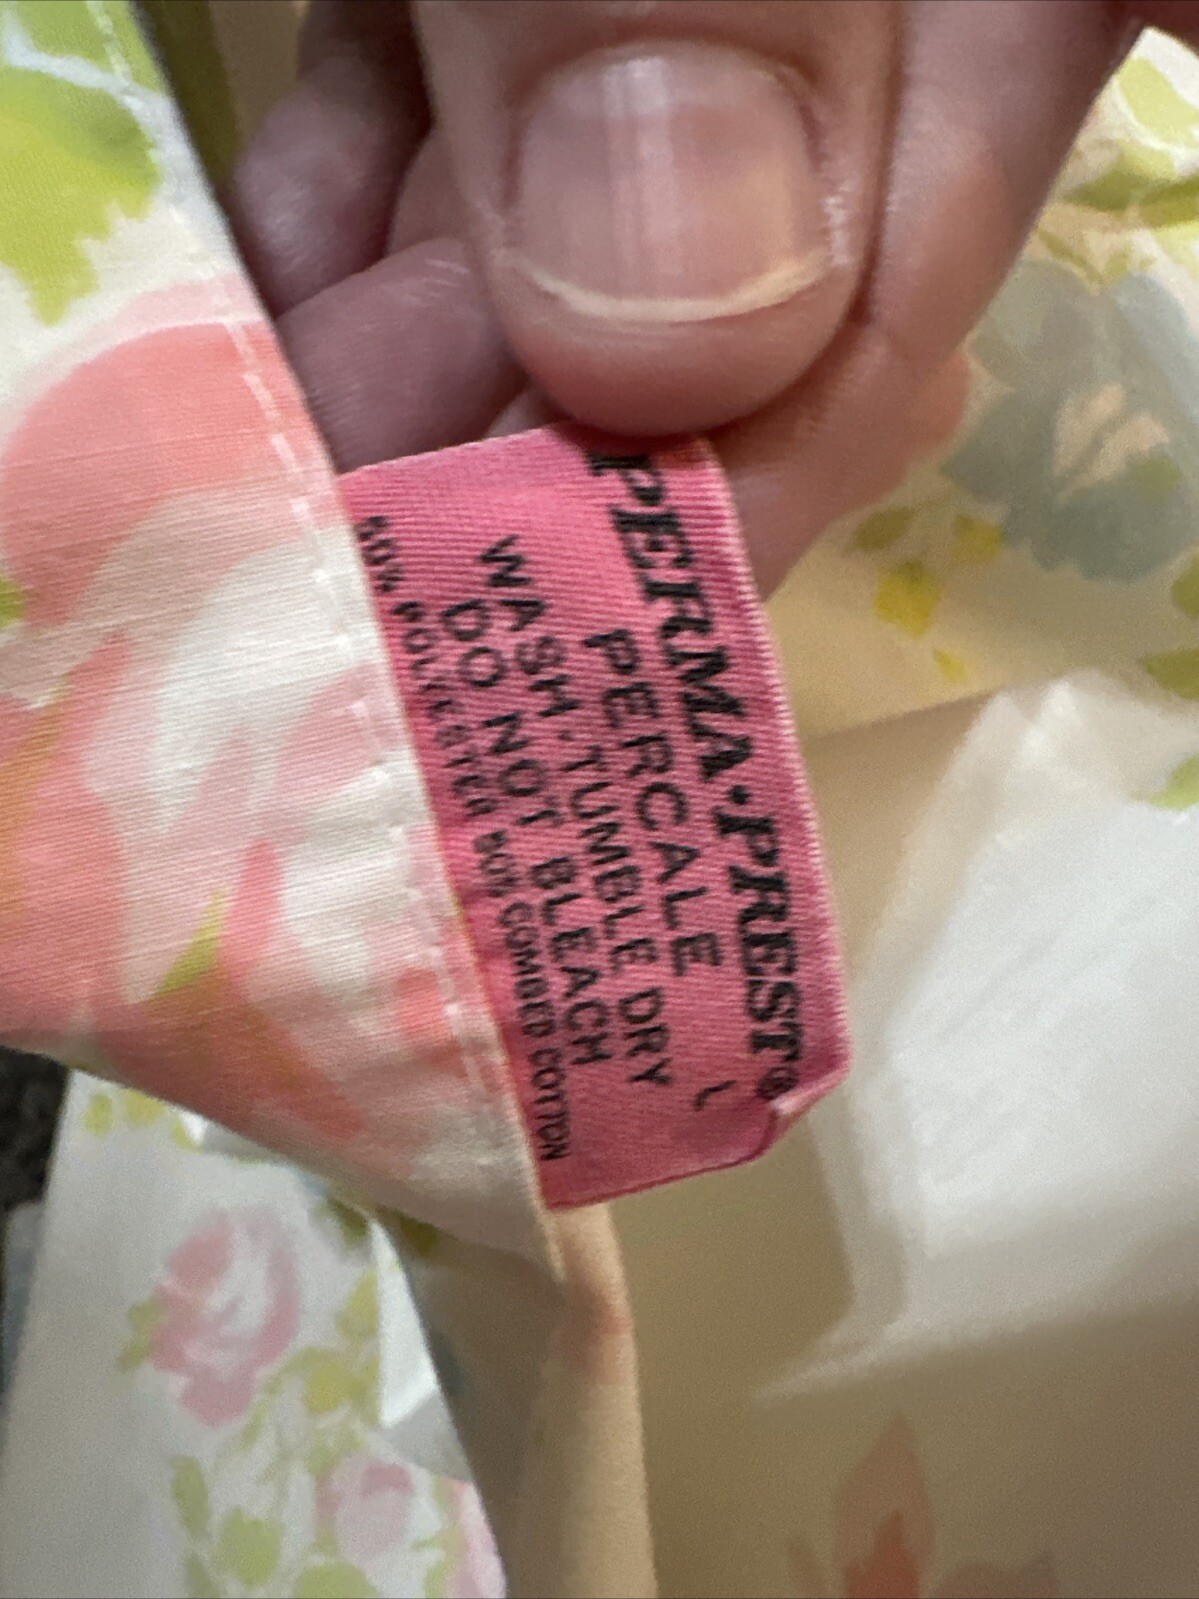 PERMA·PREST®
PERCALE
WASH·TUMBLE DRY
DO NOT BLEACH
50% POLYESTER 50% COMBED COTTON